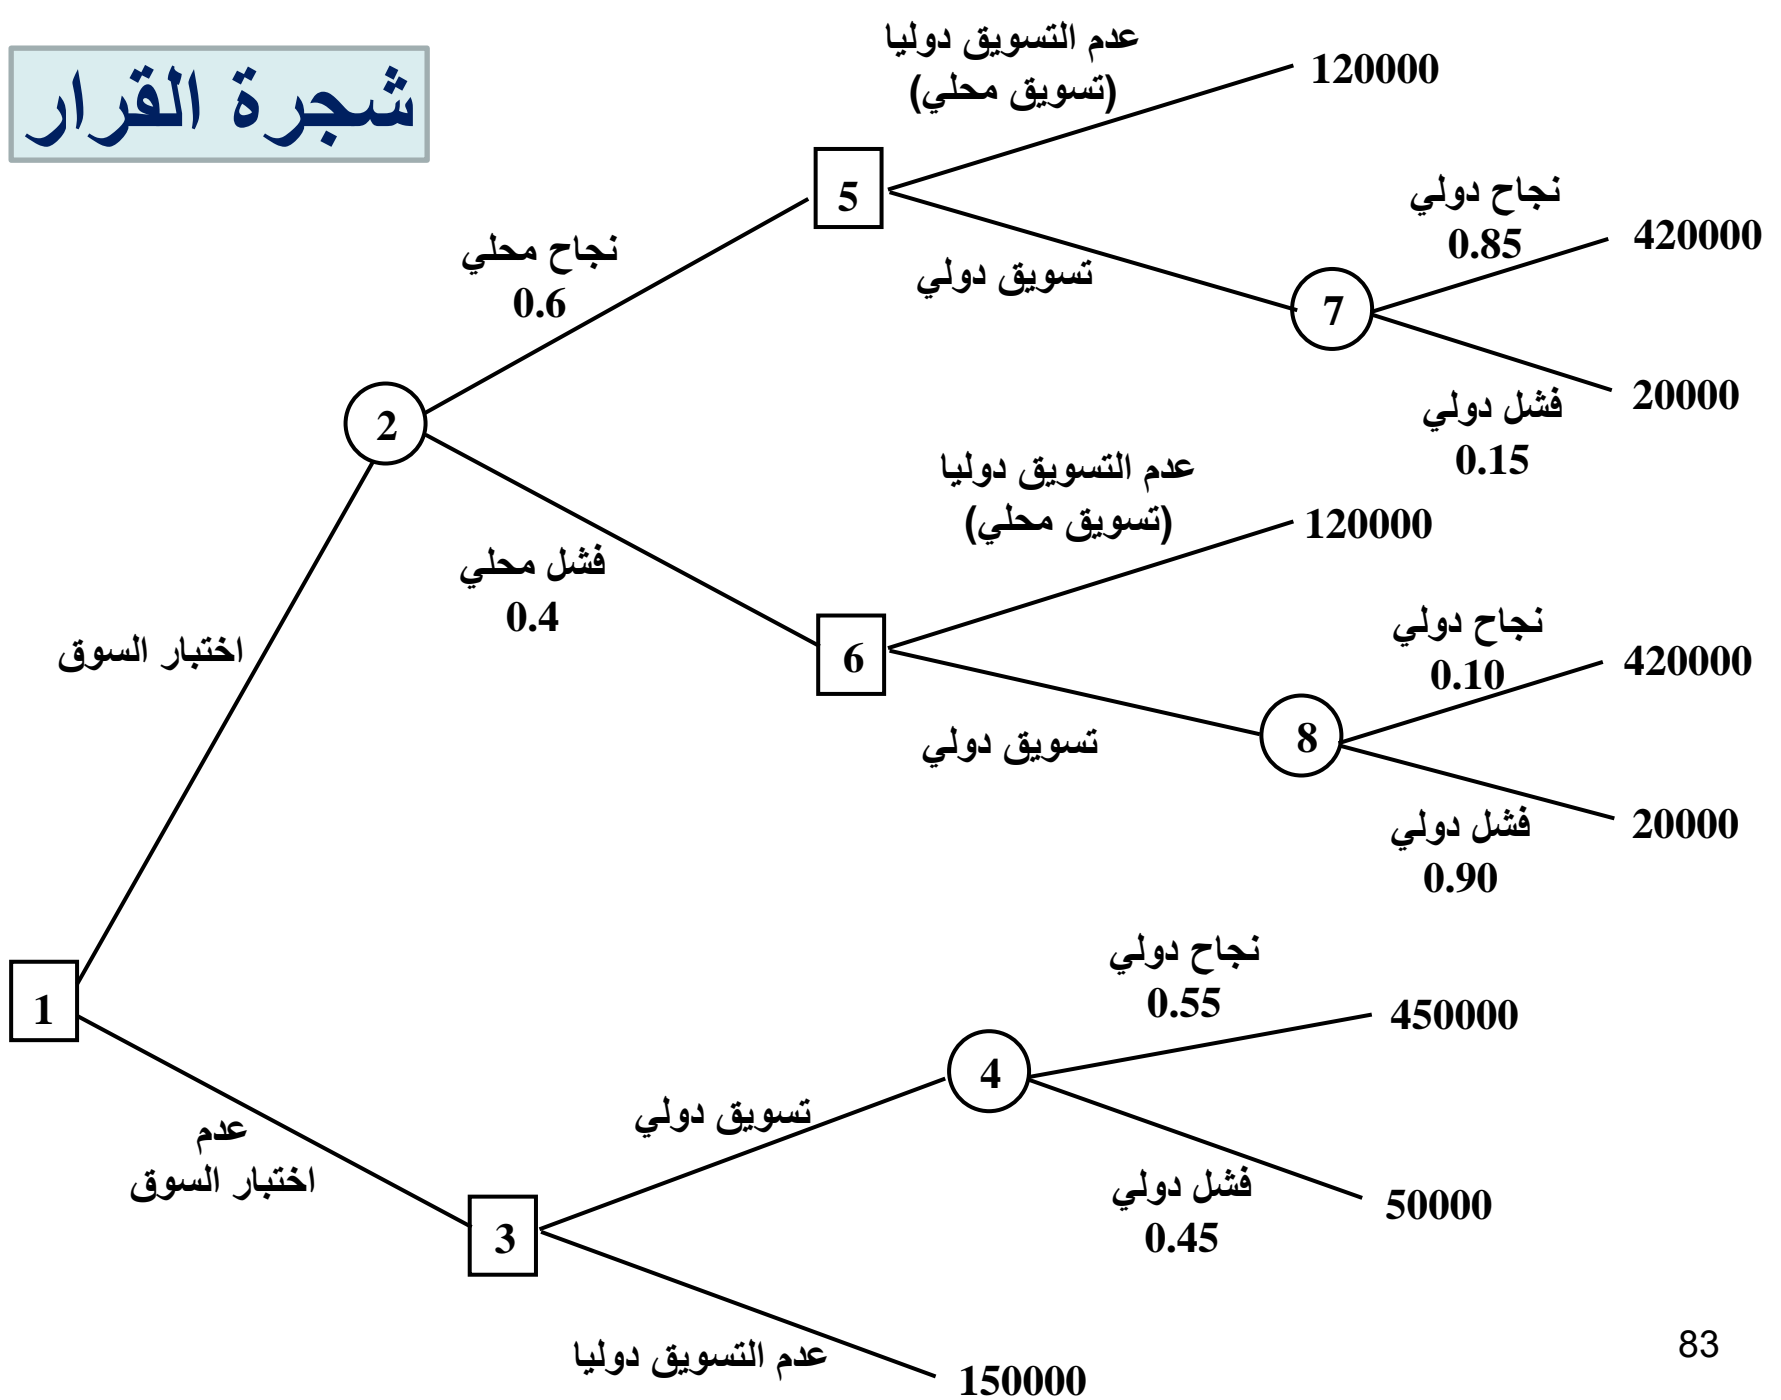 شجرة القرار
عدم التسويق دوليا
(تسويق محلي)
120000
5
نجاح دولي
0.85
420000
نجاح محلي
0.6
تسويق دولي
7
20000
فشل دولي
0.15
2
عدم التسويق دوليا
(تسويق محلي)
120000
فشل محلي
0.4
نجاح دولي
0.10
420000
اختبار السوق
6
تسويق دولي
8
20000
فشل دولي
0.90
نجاح دولي
0.55
450000
1
4
تسويق دولي
عدم
اختبار السوق
فشل دولي
0.45
50000
3
عدم التسويق دوليا
150000
83